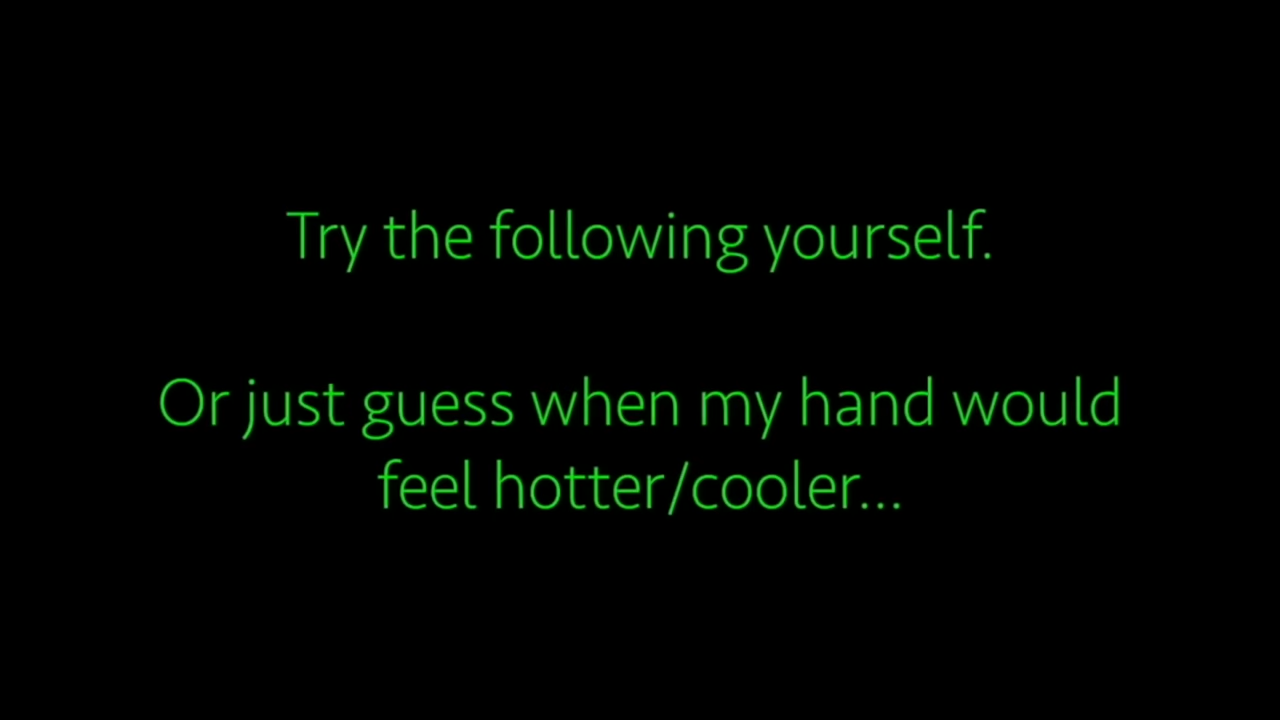 Try the following yourself.
Or just guess when my hand would
feel hotter/cooler...